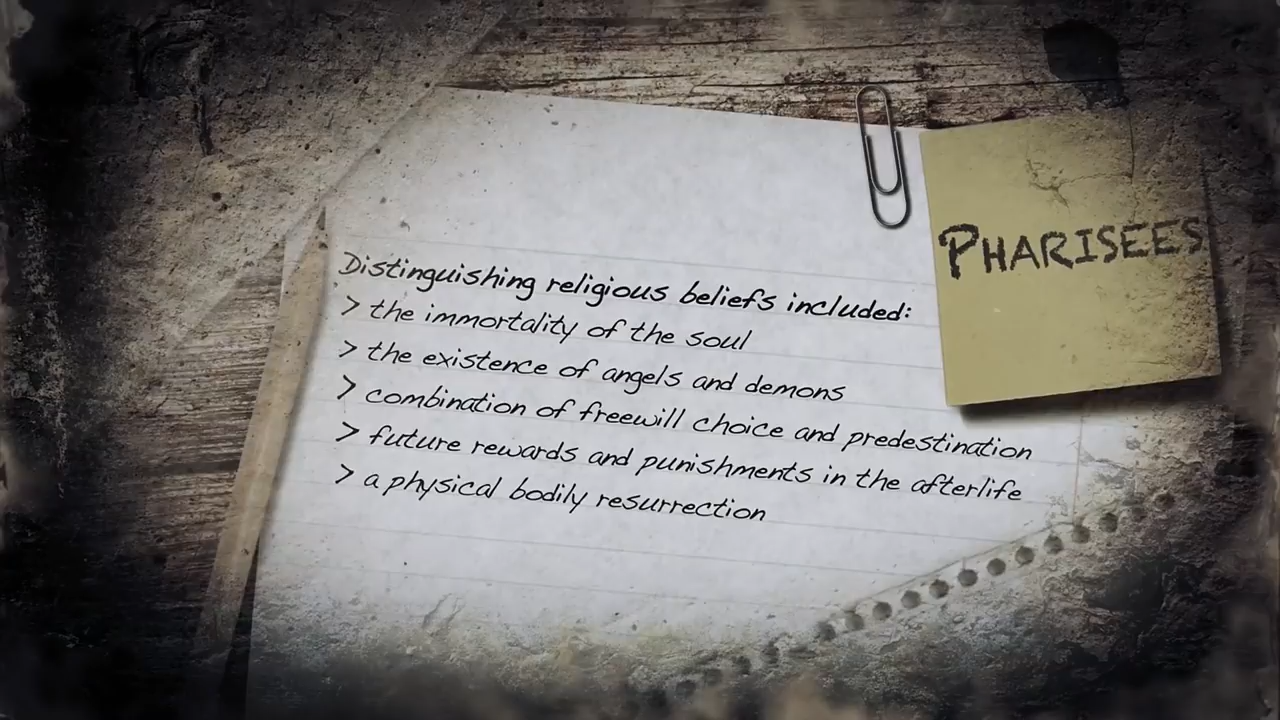 PHARISEES
Distinguishing religious beliefs included:
> the immortality of the soul
> the existence of angels and demons
> combination of freewill choice and predestination
> future rewards and punishments in the afterlife
> a physical bodily resurrection